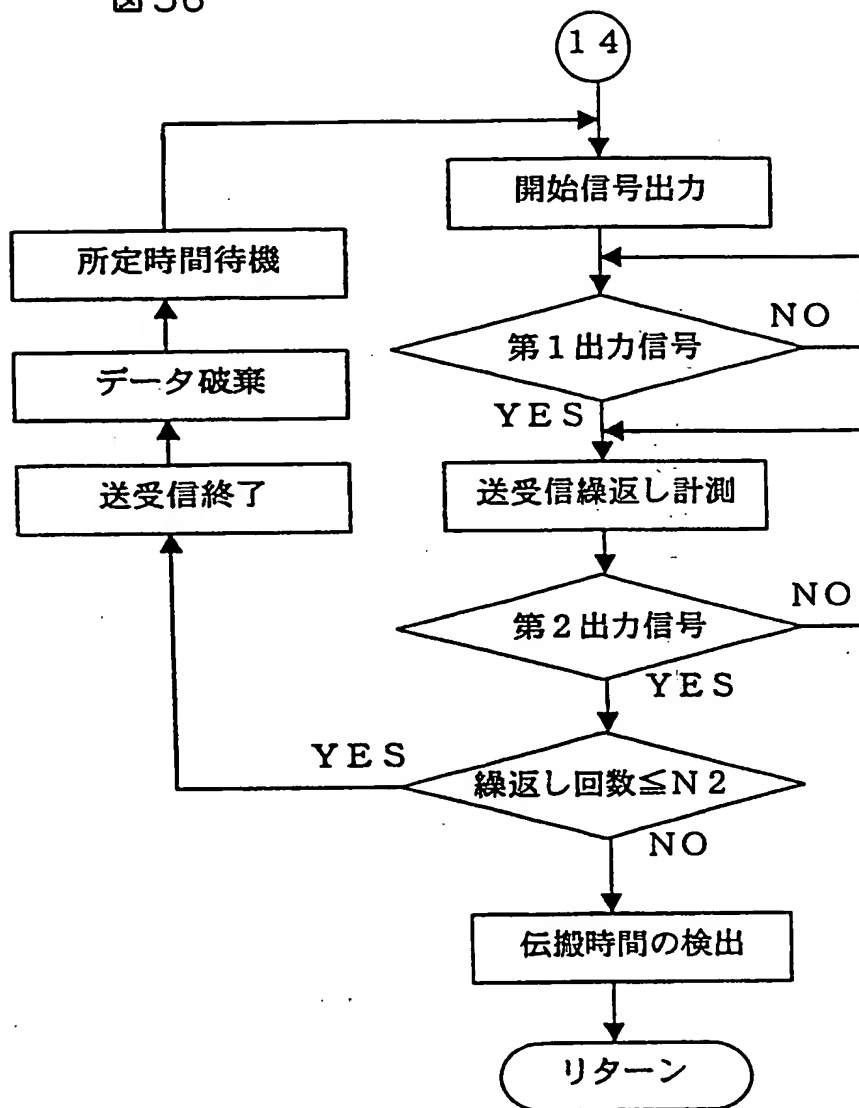 図56
14
開始信号出力
所定時間待機
第1出力信号
NO
データ破棄
YES
送受信終了
送受信繰返し計測
NO
第2出力信号
YES
YES
繰返し回数≦N2
NO
伝搬時間の検出
リターン